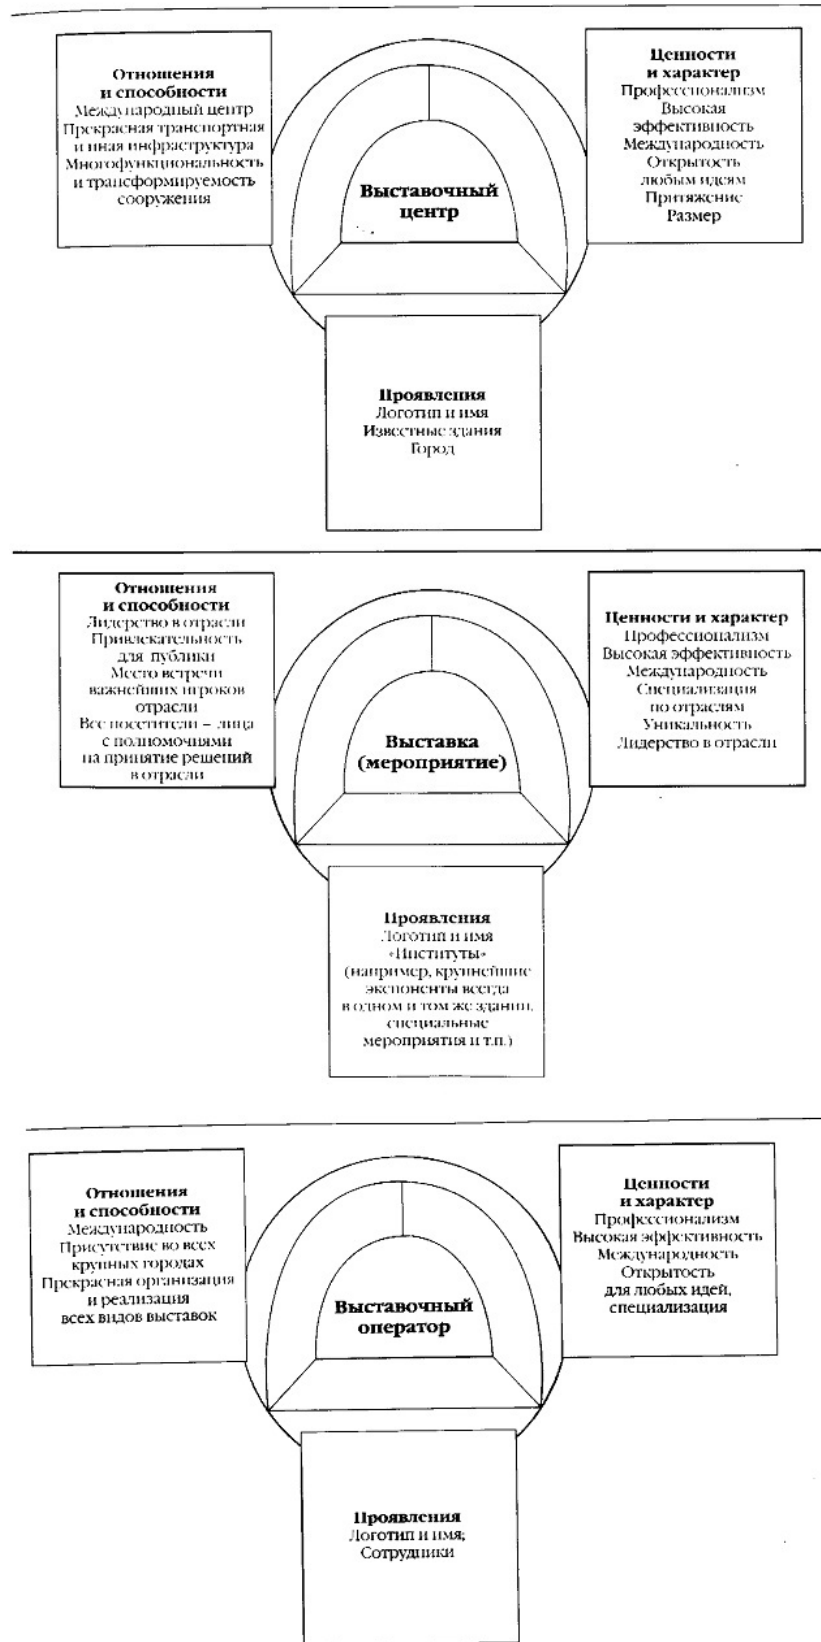 Отношения
и способности
Международный центр
Прекрасная транспортная
и иная инфраструктура
Многофункциональность
и трансформируемость
сооружения
Выставочный
центр
Ценности
и характер
Профессионализм
Высокая
эффективность
Международность
Открытость
любым идеям
Притяжение
Размер
Проявления
Логотип и имя
Известные здания
Город
Отношения
и способности
Лидерство в отрасли
Привлекательность
для публики
Место встречи
важнейших игроков
отрасли
Все посетители – лица
с полномочиями
на принятие решений
в отрасли
Выставка
(мероприятие)
Ценности и характер
Профессионализм
Высокая эффективность
Международность
Специализация
по отраслям
Уникальность
Лидерство в отрасли
Проявления
Логотип и имя
«Институты»
(например, крупнейшие
экспоненты всегда
в одном и том же здании,
специальные
мероприятия и т.п.)
Отношения
и способности
Международность
Присутствие во всех
крупных городах
Прекрасная организация
и реализация
всех видов выставок
Выставочный
оператор
Ценности
и характер
Профессионализм
Высокая эффективность
Международность
Открытость
для любых идей,
специализация
Проявления
Логотип и имя;
Сотрудники